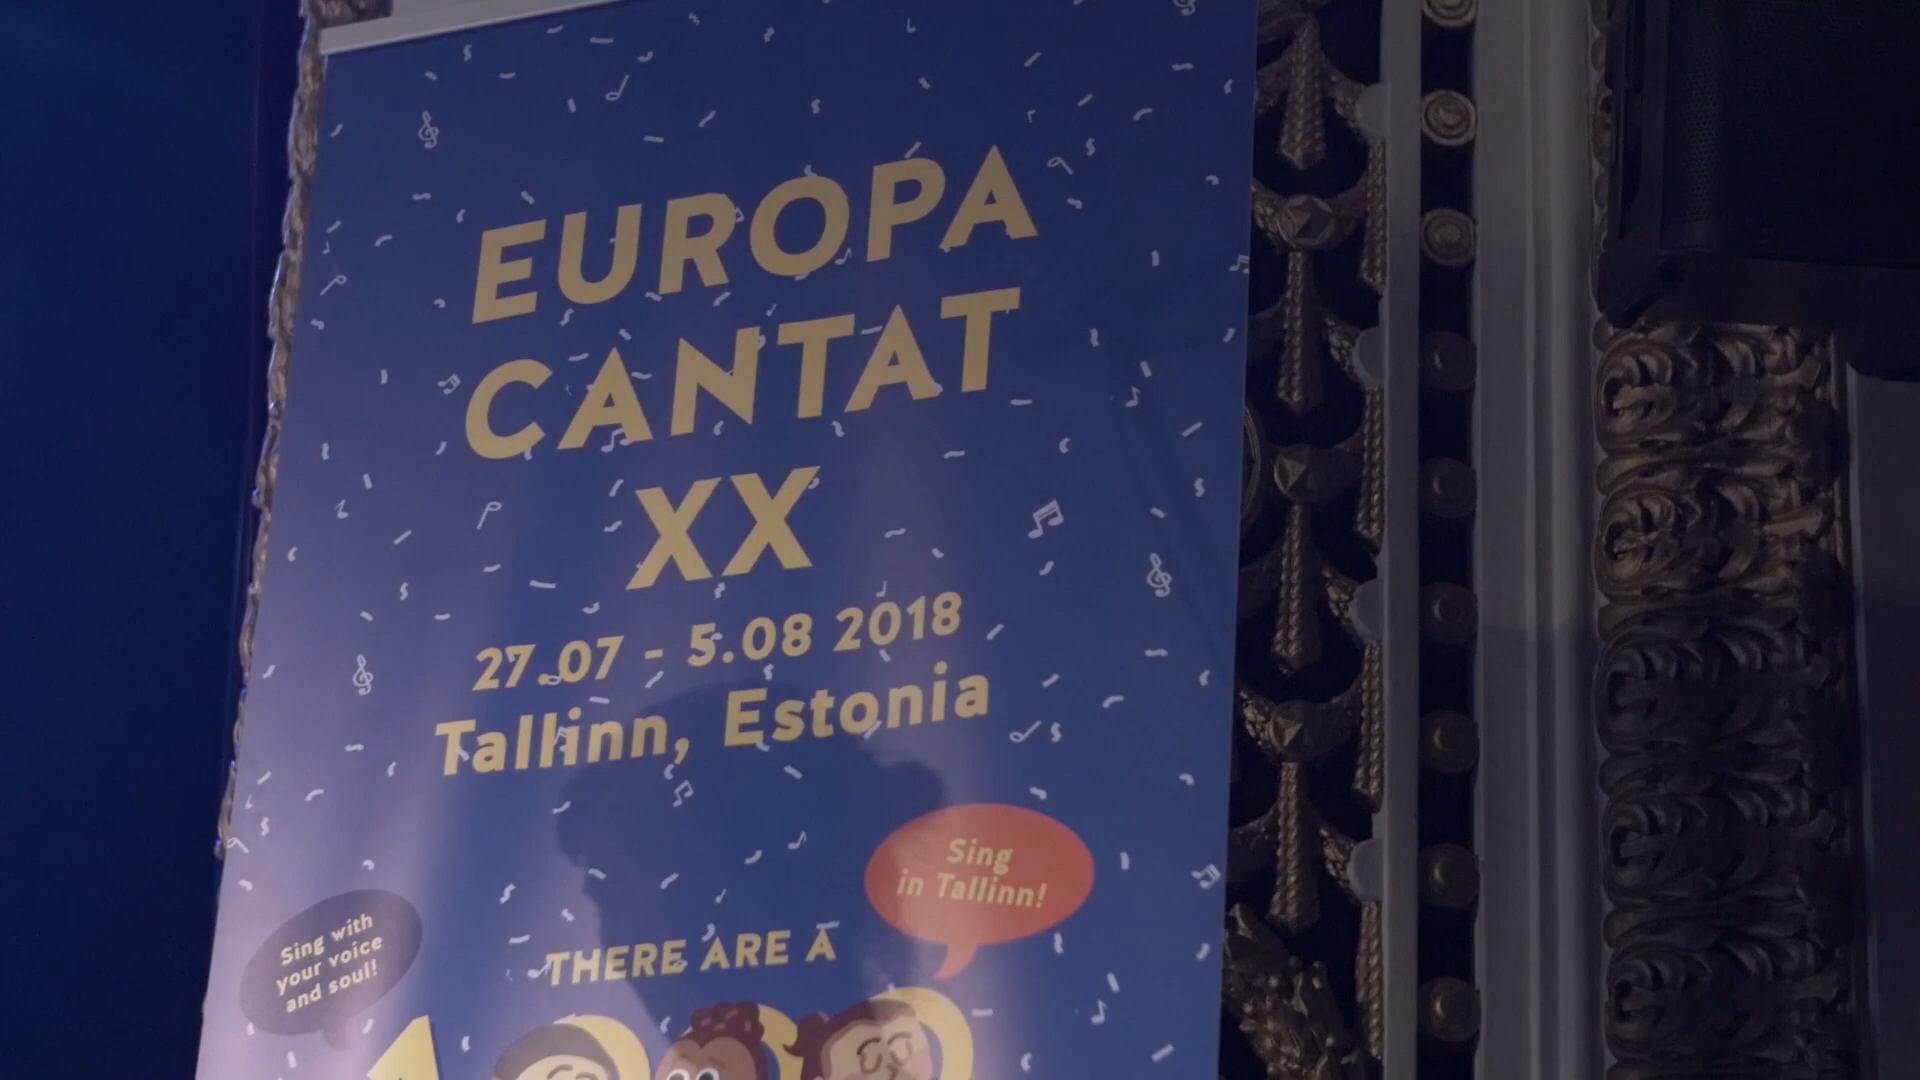 EUROPA
CANTAT
XX
27.07 - 5.08 2018
Tallinn, Estonia
Sing
in Tallinn!
Sing with
your voice
and soul!
THERE ARE A